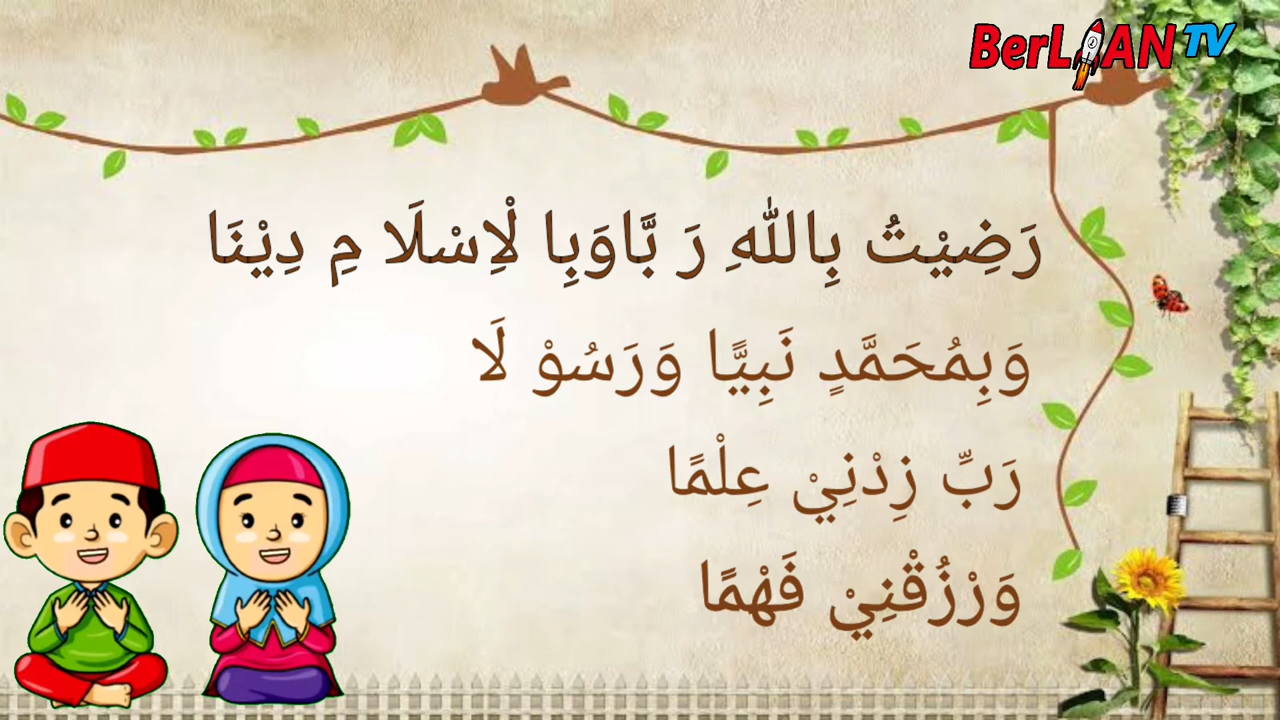 BerLIAN TV
رَضِيْتُ بِاللّٰهِ رَ بًّاوَبِا لْاِسْلَا مِ دِيْنَا
وَبِمُحَمَّدٍ نَبِيًّا وَرَسُوْ لَا
رَبِّ زِدْنِيْ عِلْمًا
وَرْزُقْنِيْ فَهْمًا